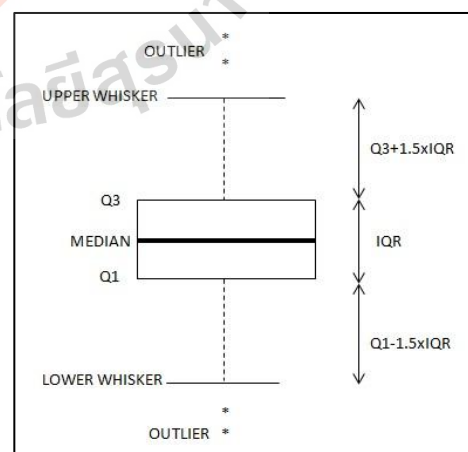 *
OUTLIER *
UPPER WHISKER
Q3+1.5xIQR
Q3
MEDIAN
IQR
Q1
Q1-1.5xIQR
LOWER WHISKER
*
OUTLIER *